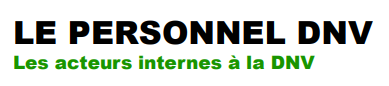 LE PERSONNEL DNV
Les acteurs internes à la DNV